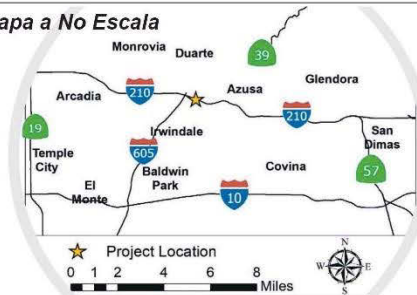 apa a No Escala
Monrovia
Duarte
39
Glendora
Azusa
210
Arcadia
210
19
Irwindale
San
Dimas
605
Temple
City
Baldwin
Park
Covina
57
El
Monte
10
Project Location
N
W E
S
0 1 2 4 6 8
Miles